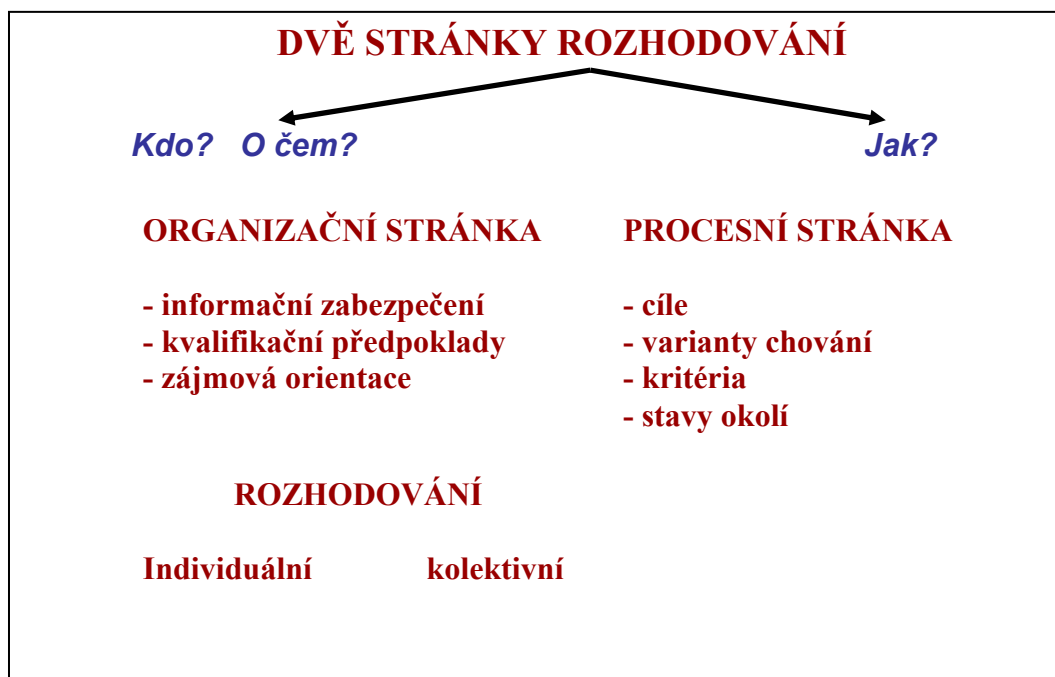 DVĚ STRÁNKY ROZHODOVÁNÍ
Kdo? O čem?
Jak?
ORGANIZAČNÍ STRÁNKA
- informační zabezpečení
- kvalifikační předpoklady
- zájmová orientace
PROCESNÍ STRÁNKA
- cíle
- varianty chování
- kritéria
- stavy okolí
ROZHODOVÁNÍ
Individuální kolektivní